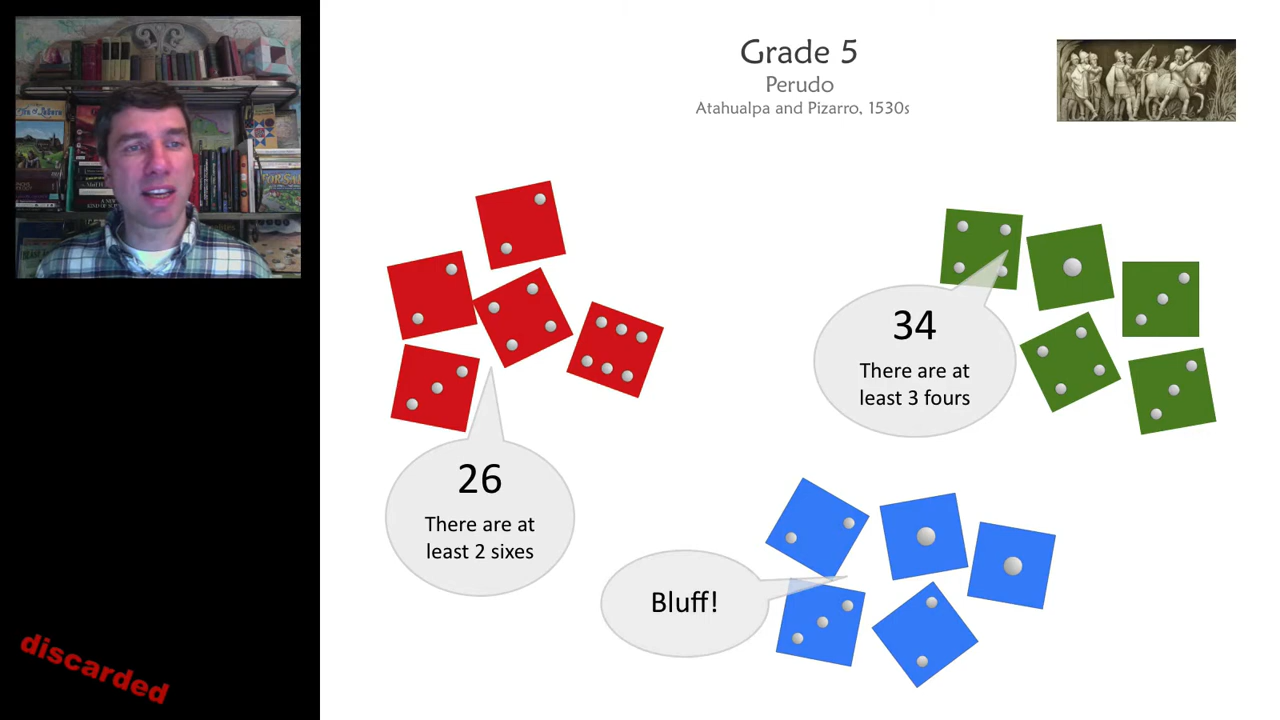 Grade 5
Perudo
Atahualpa and Pizarro, 1530s
34
There are at
least 3 fours
26
There are at
least 2 sixes
Bluff!
discarded